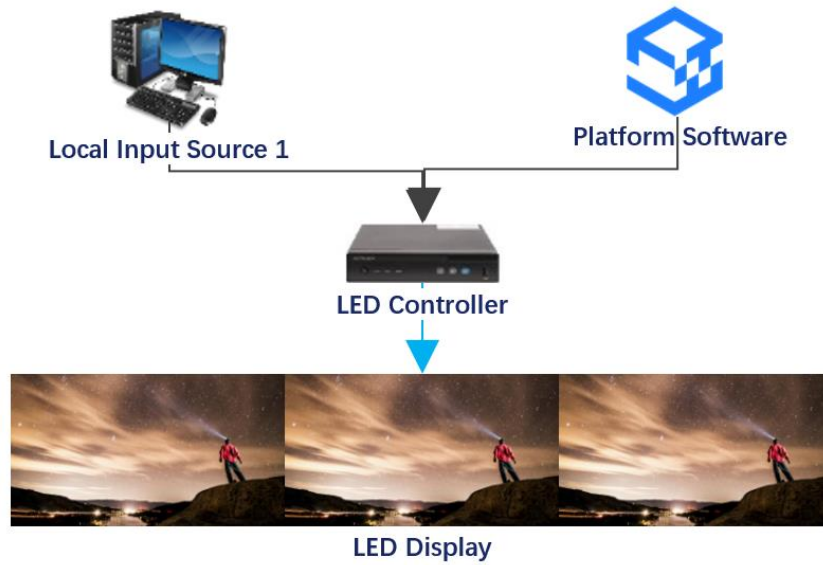 Local Input Source 1
Platform Software
LED Controller
LED Display